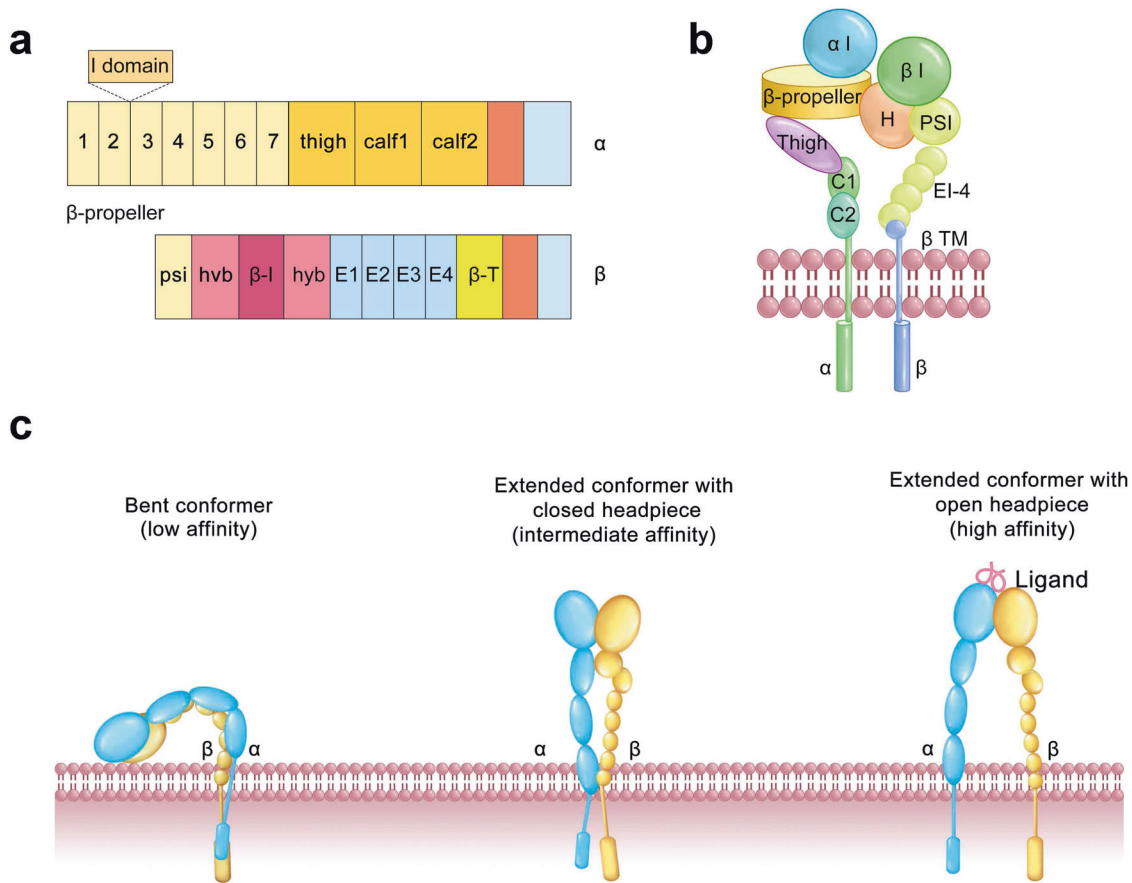 a
I domain
1 2 3 4 5 6 7 thigh calf1 calf2 α
β-propeller
psi hvb β-I hyb E1 E2 E3 E4 β-T β
b
α I
β I
β-propeller
H PSI
Thigh
C1
EI-4
C2
β TM
α β
c
Bent conformer
(low affinity)
Extended conformer with
closed headpiece
(intermediate affinity)
Extended conformer with
open headpiece
(high affinity)
Ligand
β α
α β
α β